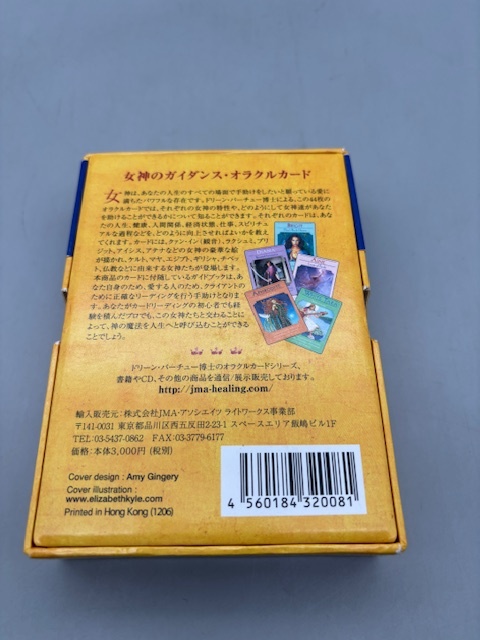 女神のガイダンス・オラクルカード
女神は、あなたの人生のすべての場面で手助けをしたいと願っている愛に
満ちたパワフルな存在です。ドリーン・バーチュー博士による、この44枚の
オラクルカードでは、それぞれの女神の特性や、どのようにして女神達があなた
を助けることができるかについて知ることができます。それぞれのカードは、あな
たの人生、健康、人間関係、経済状態、仕事、スピリチュ
アルな過程などを、どのように向上させればよいかを教え
てくれます。カードには、クァン・イン(観音)、ラクシュミ、ブリ
ジット、アイシス、アテナなどの女神の豪華な絵
が描かれ、ケルト、マヤ、エジプト、ギリシャ、チベッ
ト、仏教などに由来する女神たちが登場します。
本商品のカードに付随しているガイドブックは、あな
た自身のため、愛する人のため、クライアントの
ために正確なリーディングを行う手助けとなりま
す。あなたがカードリーディングの初心者でも経
験を積んだプロでも、この女神たちと交わることによ
って、神の魔法を人生へと呼び込むことができる
ことでしょう。
ドリーン・バーチュー博士のオラクルカードシリーズ、
書籍やCD、その他の商品を通信/展示販売しております。
http://jma-healing.com/
輸入販売元：株式会社JMA・アソシエイツ ライトワークス事業部
〒141-0031 東京都品川区西五反田2-23-1 スペースエリア飯嶋ビル1F
TEL:03-5437-0862 FAX:03-3779-6177
価格：本体3,000円（税別）
Cover design : Amy Gingery
Cover illustration :
www.elizabethkyle.com
Printed in Hong Kong (1206)
4 560184 320081